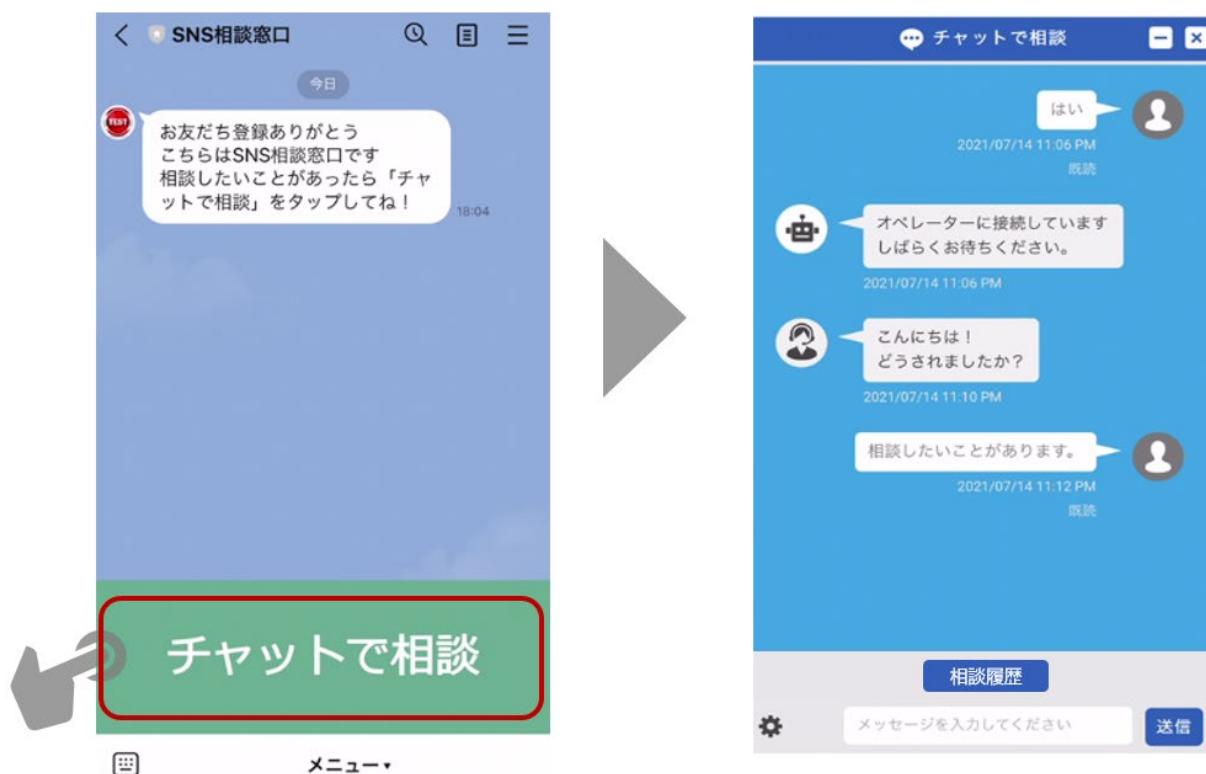 SNS相談窓口
今日
TEST
お友だち登録ありがとう
こちらはSNS相談窓口です
相談したいことがあったら「チャ
ットで相談」をタップしてね！
18:04
チャットで相談
メニュー▾
チャットで相談
はい
2021/07/14 11:06 PM
既読
オペレーターに接続しています
しばらくお待ちください。
2021/07/14 11:06 PM
こんにちは！
どうされましたか？
2021/07/14 11:10 PM
相談したいことがあります。
2021/07/14 11:12 PM
既読
相談履歴
メッセージを入力してください
送信